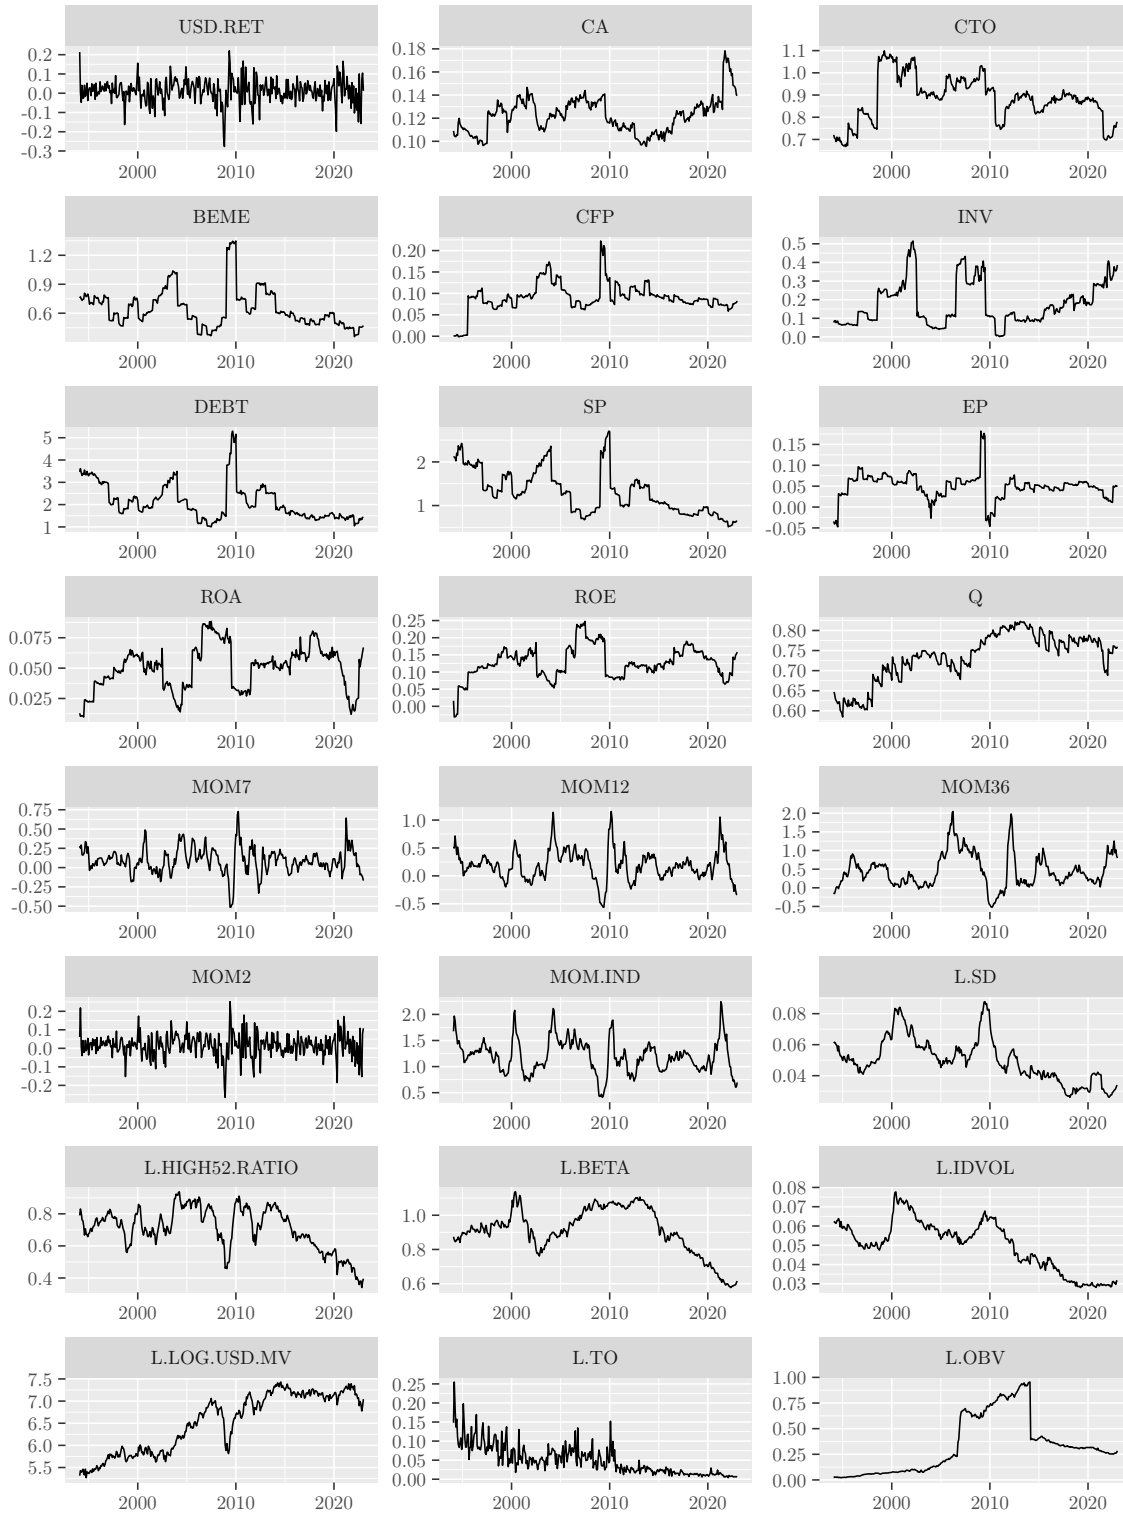 USD.RET CA CTO
0.2 0.18 1.1
0.1 0.16 1.0
0.0 0.14 0.9
-0.1 0.12 0.8
-0.2 0.10 0.7
-0.3
2000 2010 2020 2000 2010 2020 2000 2010 2020
BEME CFP INV
1.2 0.20 0.5
0.9 0.15 0.4
0.6 0.10 0.3
0.05 0.2
0.00 0.1
0.0
2000 2010 2020 2000 2010 2020 2000 2010 2020
DEBT SP EP
5 2 0.15
4 1 0.10
3 0.05
2 0.00
1 -0.05
2000 2010 2020 2000 2010 2020 2000 2010 2020
ROA ROE Q
0.075 0.25 0.80
0.050 0.20 0.75
0.025 0.15 0.70
0.10 0.65
0.05 0.60
0.00
2000 2010 2020 2000 2010 2020 2000 2010 2020
MOM7 MOM12 MOM36
0.75 1.0 2.0
0.50 0.5 1.5
0.25 0.0 1.0
0.00 -0.5 0.5
-0.25 0.0
-0.50 -0.5
2000 2010 2020 2000 2010 2020 2000 2010 2020
MOM2 MOM.IND L.SD
0.2 2.0 0.08
0.1 1.5 0.06
0.0 1.0 0.04
-0.1 0.5
-0.2
2000 2010 2020 2000 2010 2020 2000 2010 2020
L.HIGH52.RATIO L.BETA L.IDVOL
0.8 1.0 0.08
0.6 0.8 0.07
0.4 0.6 0.06
0.05
0.04
0.03
2000 2010 2020 2000 2010 2020 2000 2010 2020
L.LOG.USD.MV L.TO L.OBV
7.5 0.25 1.00
7.0 0.20 0.75
6.5 0.15 0.50
6.0 0.10 0.25
5.5 0.05 0.00
0.00
2000 2010 2020 2000 2010 2020 2000 2010 2020